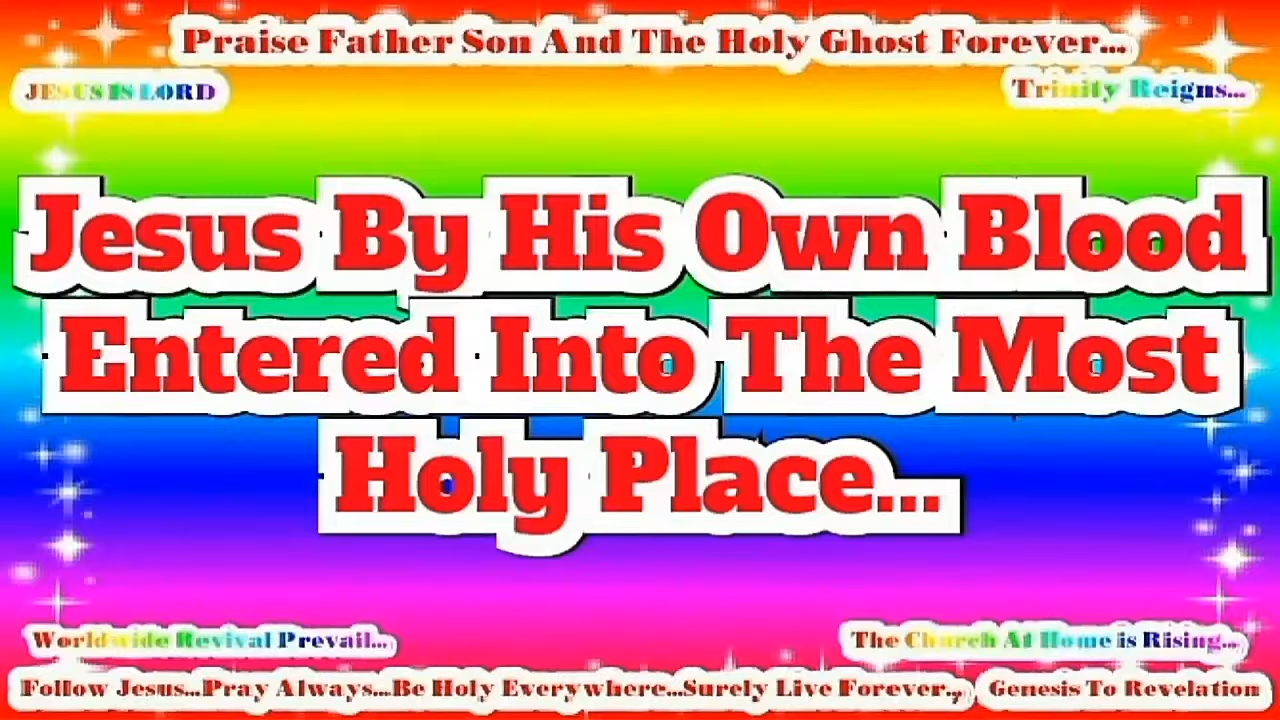 Praise Father Son And The Holy Ghost Forever...
JESUS IS LORD
Trinity Reigns...
Jesus By His Own Blood
Entered Into The Most
Holy Place...
Worldwide Revival Prevail...
The Church At Home is Rising...
Follow Jesus...Pray Always...Be Holy Everywhere...Surely Live Forever.,,
Genesis To Revelation